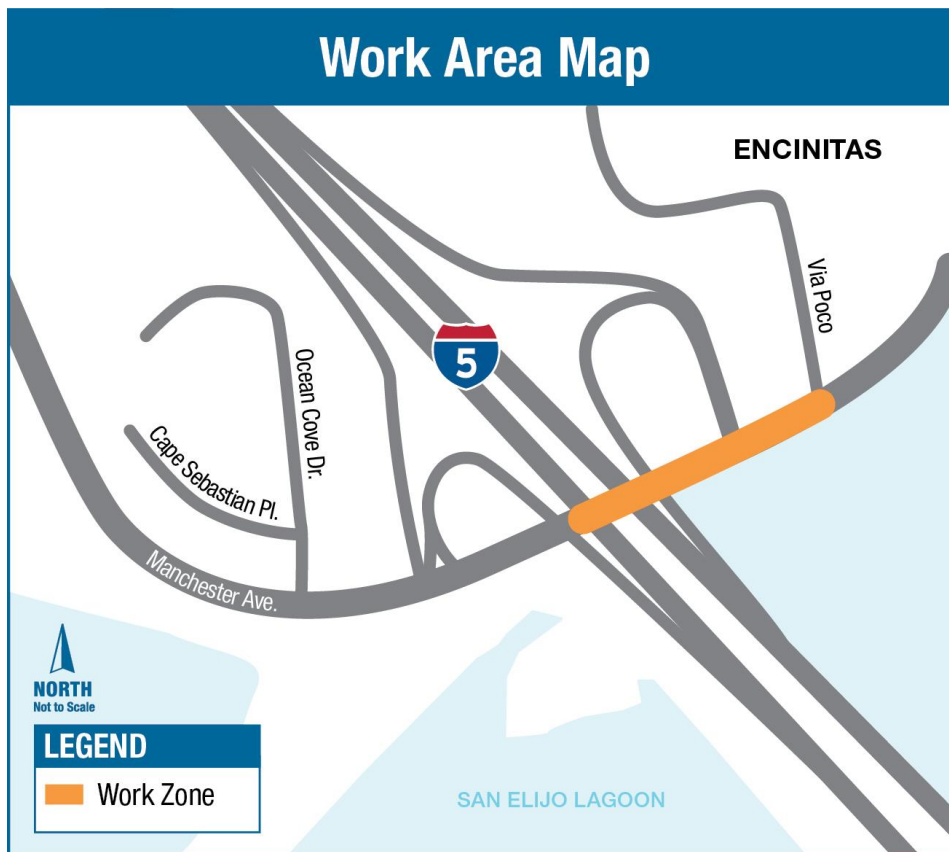 Work Area Map
ENCINITAS
Via Poco
5
Ocean Cove Dr.
Cape Sebastian Pl.
Manchester Ave.
NORTH
Not to Scale
LEGEND
Work Zone
SAN ELIJO LAGOON